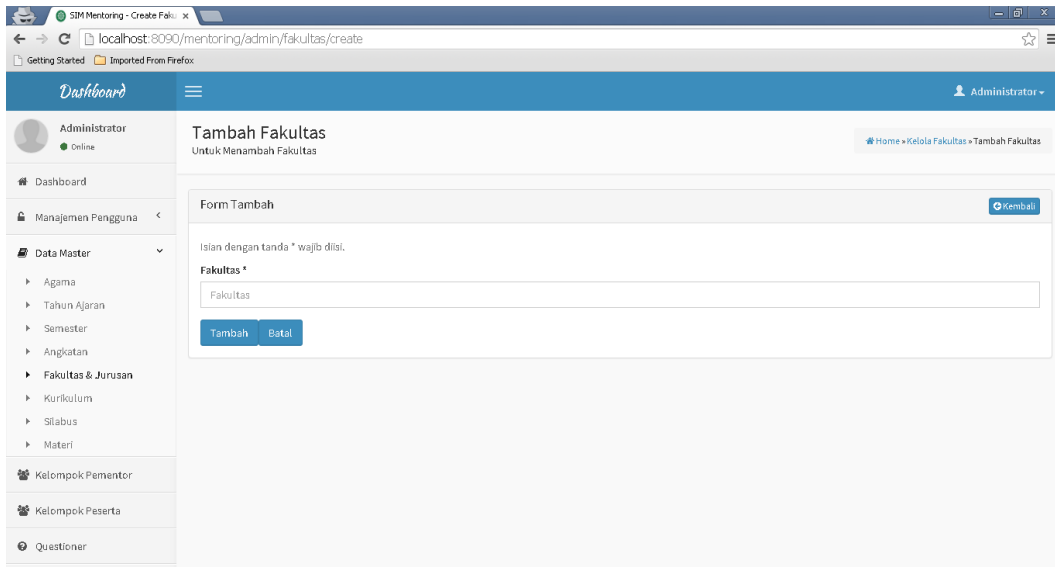 SIM Mentoring - Create Faku
localhost:8090/mentoring/admin/fakultas/create
Getting Started Imported From Firefox
Dashboard
Administrator
Administrator
Online
Tambah Fakultas
Untuk Menambah Fakultas
Home » Kelola Fakultas » Tambah Fakultas
Dashboard
Manajemen Pengguna
Data Master
Agama
Tahun Ajaran
Semester
Angkatan
Fakultas & Jurusan
Kurikulum
Silabus
Materi
Kelompok Pementor
Kelompok Peserta
Questioner
Form Tambah
Kembali
Isian dengan tanda * wajib diisi.
Fakultas *
Fakultas
Tambah Batal